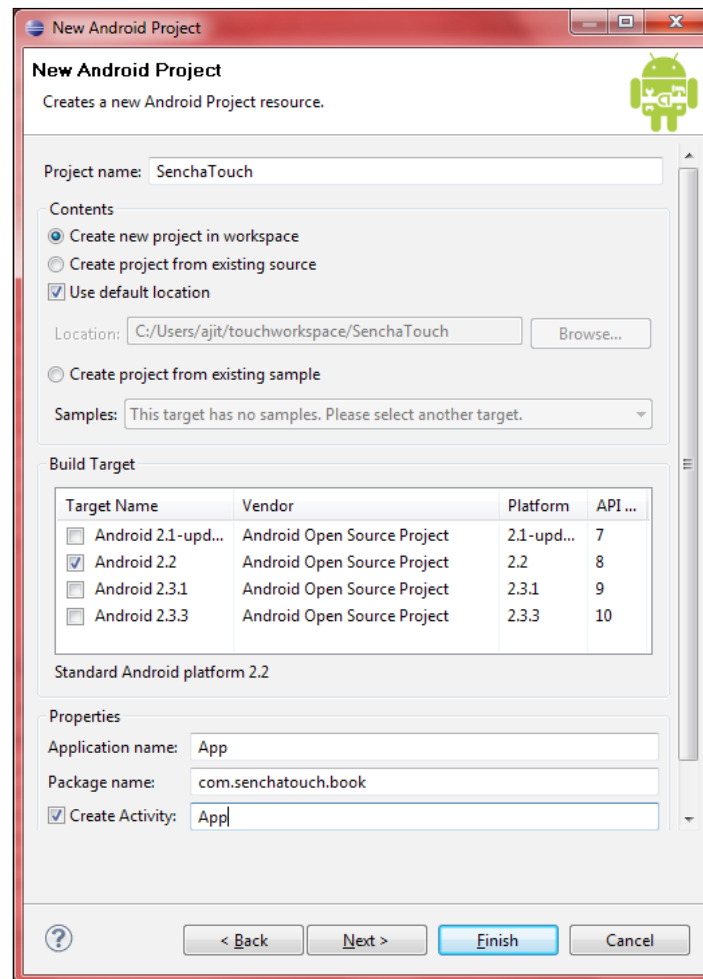 New Android Project
New Android Project
Creates a new Android Project resource.
Project name: SenchaTouch
Contents
Create new project in workspace
Create project from existing source
Use default location
Location: C:/Users/ajit/touchworkspace/SenchaTouch Browse...
Create project from existing sample
Samples: This target has no samples. Please select another target.
Build Target
Target Name Vendor Platform API ...
Android 2.1-upd... Android Open Source Project 2.1-upd... 7
Android 2.2 Android Open Source Project 2.2 8
Android 2.3.1 Android Open Source Project 2.3.1 9
Android 2.3.3 Android Open Source Project 2.3.3 10
Standard Android platform 2.2
Properties
Application name: App
Package name: com.senchatouch.book
Create Activity: App
? < Back Next > Finish Cancel